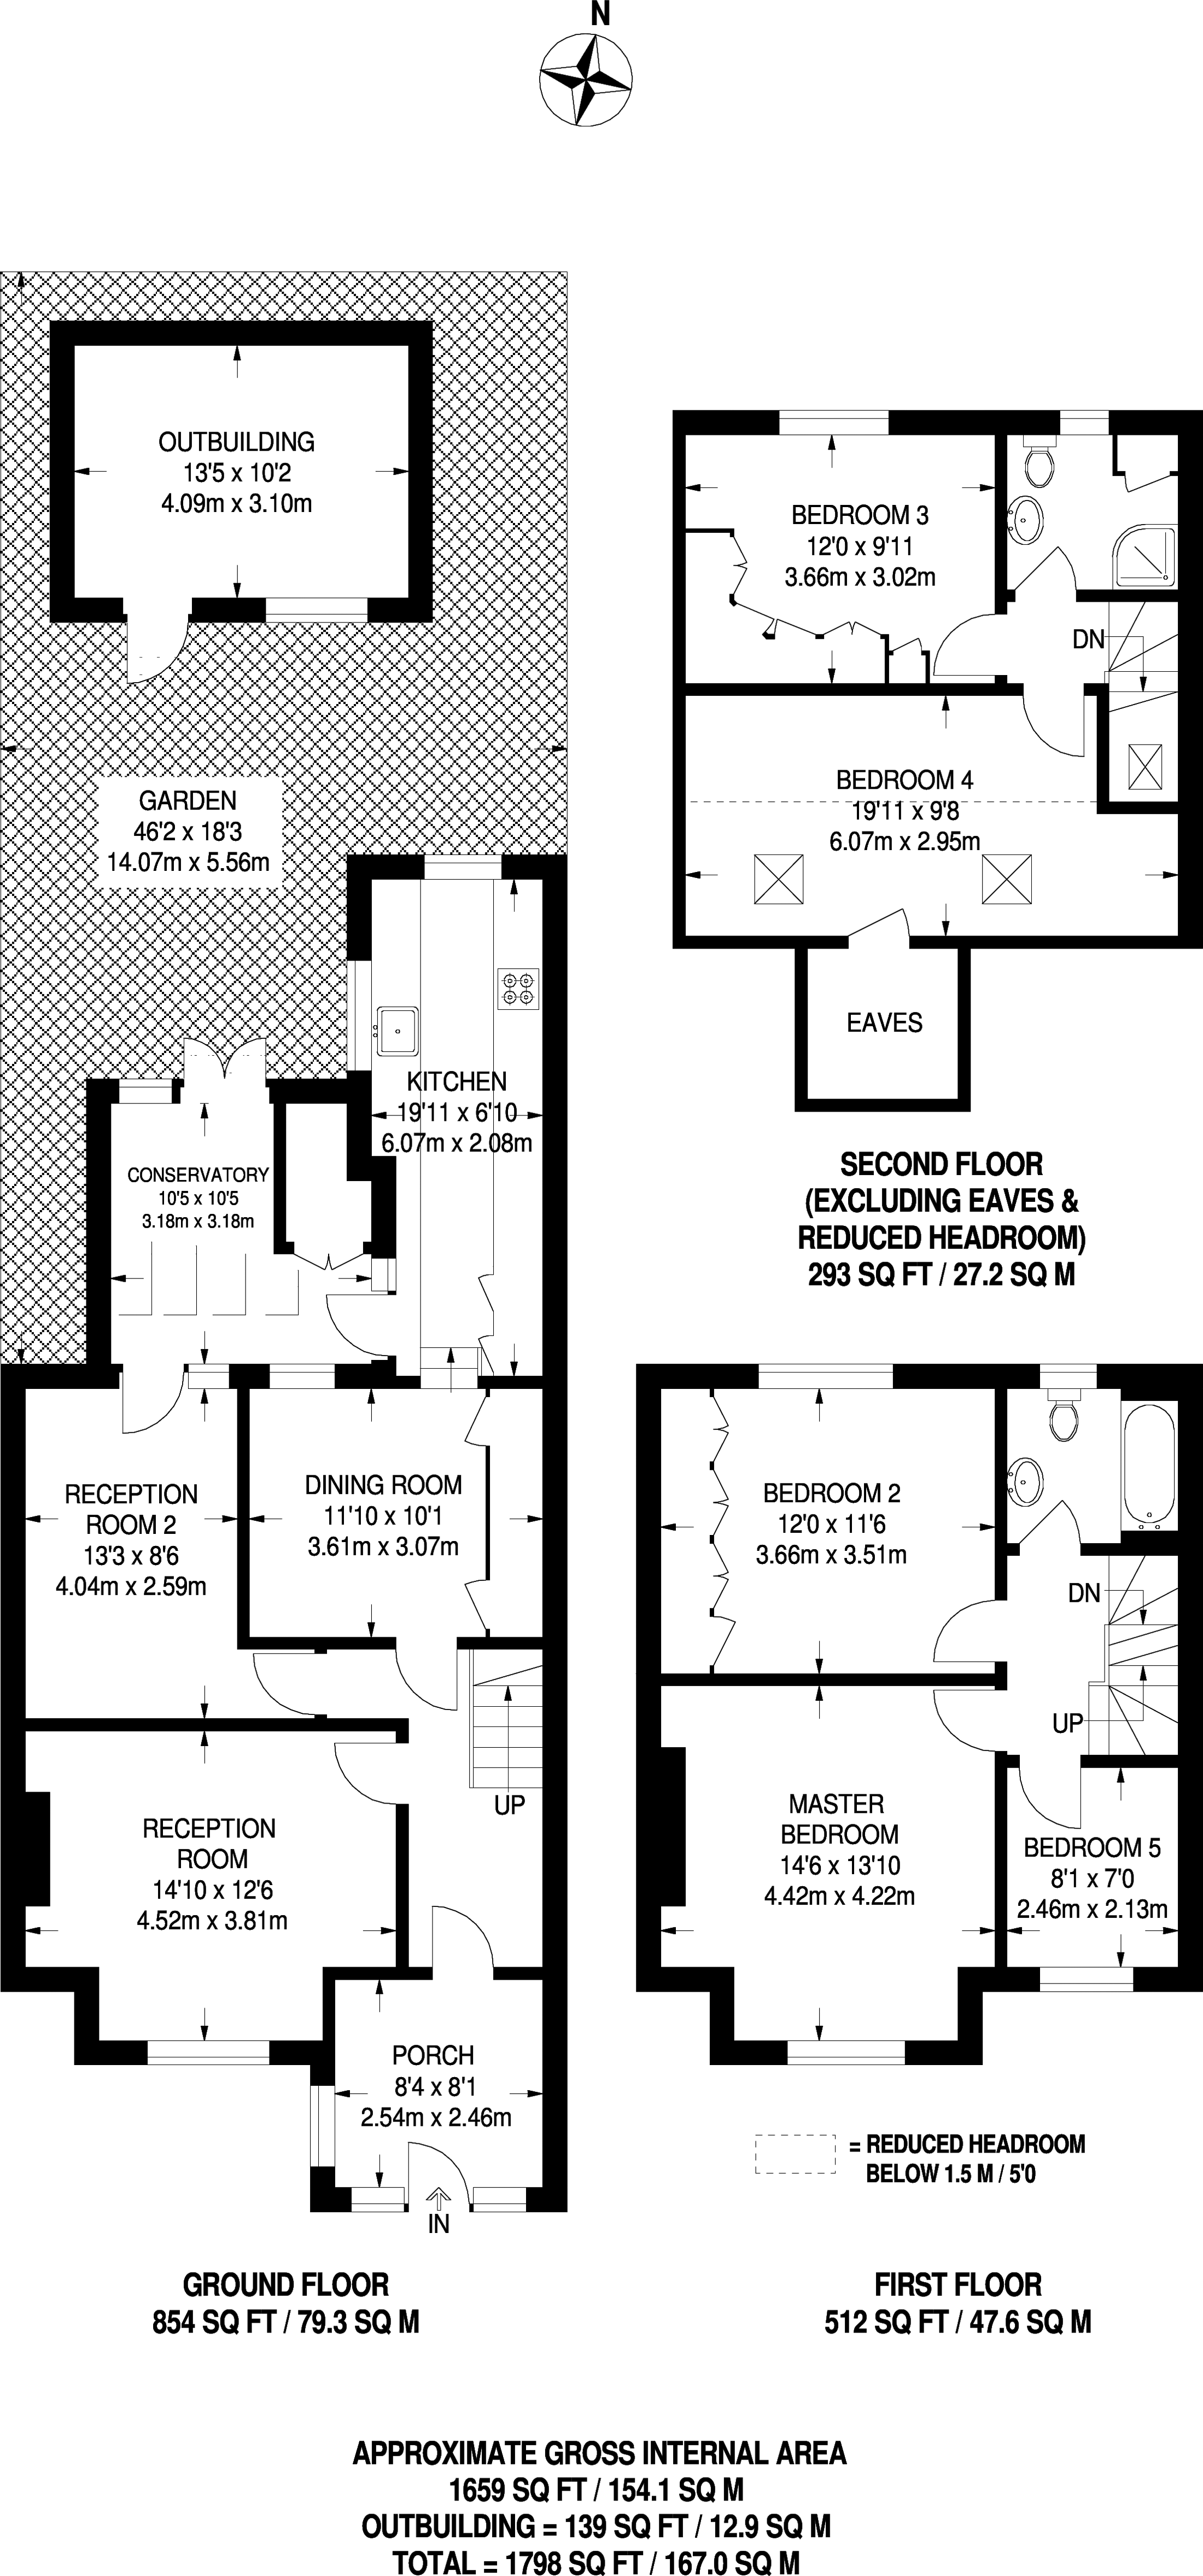 N
OUTBUILDING
13'5 x 10'2
4.09m x 3.10m
GARDEN
46'2 x 18'3
14.07m x 5.56m
KITCHEN
19'11 x 6'10
6.07m x 2.08m
CONSERVATORY
10'5 x 10'5
3.18m x 3.18m
RECEPTION
ROOM 2
13'3 x 8'6
4.04m x 2.59m
DINING ROOM
11'10 x 10'1
3.61m x 3.07m
UP
RECEPTION
ROOM
14'10 x 12'6
4.52m x 3.81m
PORCH
8'4 x 8'1
2.54m x 2.46m
IN
GROUND FLOOR
854 SQ FT / 79.3 SQ M
BEDROOM 3
12'0 x 9'11
3.66m x 3.02m
DN
BEDROOM 4
19'11 x 9'8
6.07m x 2.95m
EAVES
SECOND FLOOR
(EXCLUDING EAVES &
REDUCED HEADROOM)
293 SQ FT / 27.2 SQ M
BEDROOM 2
12'0 x 11'6
3.66m x 3.51m
DN
UP
MASTER
BEDROOM
14'6 x 13'10
4.42m x 4.22m
BEDROOM 5
8'1 x 7'0
2.46m x 2.13m
= REDUCED HEADROOM
BELOW 1.5 M / 5'0
FIRST FLOOR
512 SQ FT / 47.6 SQ M
APPROXIMATE GROSS INTERNAL AREA
1659 SQ FT / 154.1 SQ M
OUTBUILDING = 139 SQ FT / 12.9 SQ M
TOTAL = 1798 SQ FT / 167.0 SQ M